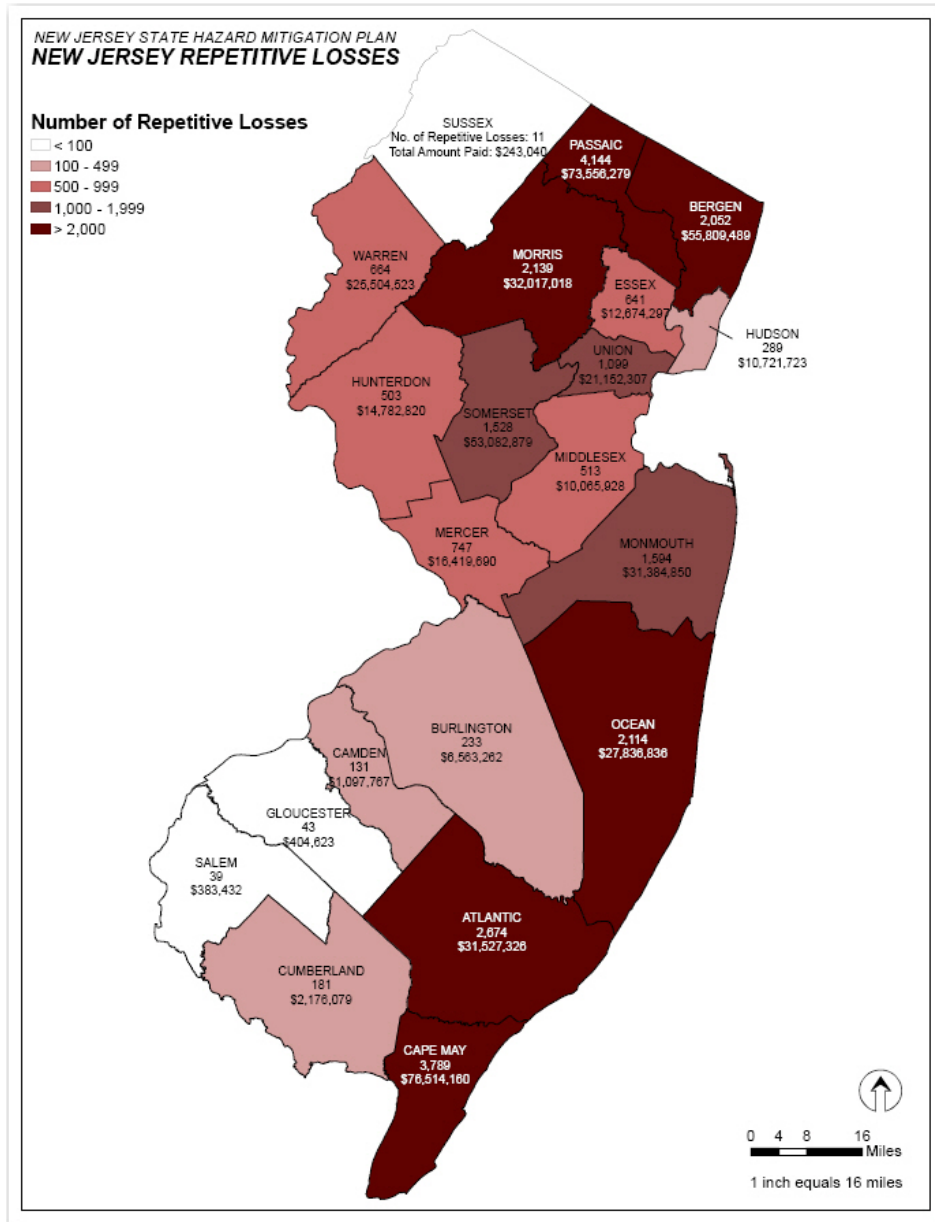 NEW JERSEY STATE HAZARD MITIGATION PLAN
NEW JERSEY REPETITIVE LOSSES
Number of Repetitive Losses
< 100
100 - 499
500 - 999
1,000 - 1,999
> 2,000
SUSSEX
No. of Repetitive Losses: 11
Total Amount Paid: $243,040
PASSAIC
4,144
$73,556,279
BERGEN
2,052
$55,809,489
WARREN
664
$25,504,523
MORRIS
2,139
$32,017,018
ESSEX
641
$12,674,297
HUDSON
289
$10,721,723
UNION
1,099
$21,152,307
HUNTERDON
503
$14,782,820
SOMERSET
1,528
$53,082,879
MIDDLESEX
513
$10,065,928
MERCER
747
$16,419,690
MONMOUTH
1,594
$31,384,850
OCEAN
2,114
$27,836,836
BURLINGTON
233
$6,563,262
CAMDEN
131
$1,097,767
GLOUCESTER
43
$404,623
SALEM
39
$383,432
ATLANTIC
2,674
$31,527,326
CUMBERLAND
181
$2,176,079
CAPE MAY
3,789
$76,514,160
0 4 8 16
Miles
1 inch equals 16 miles